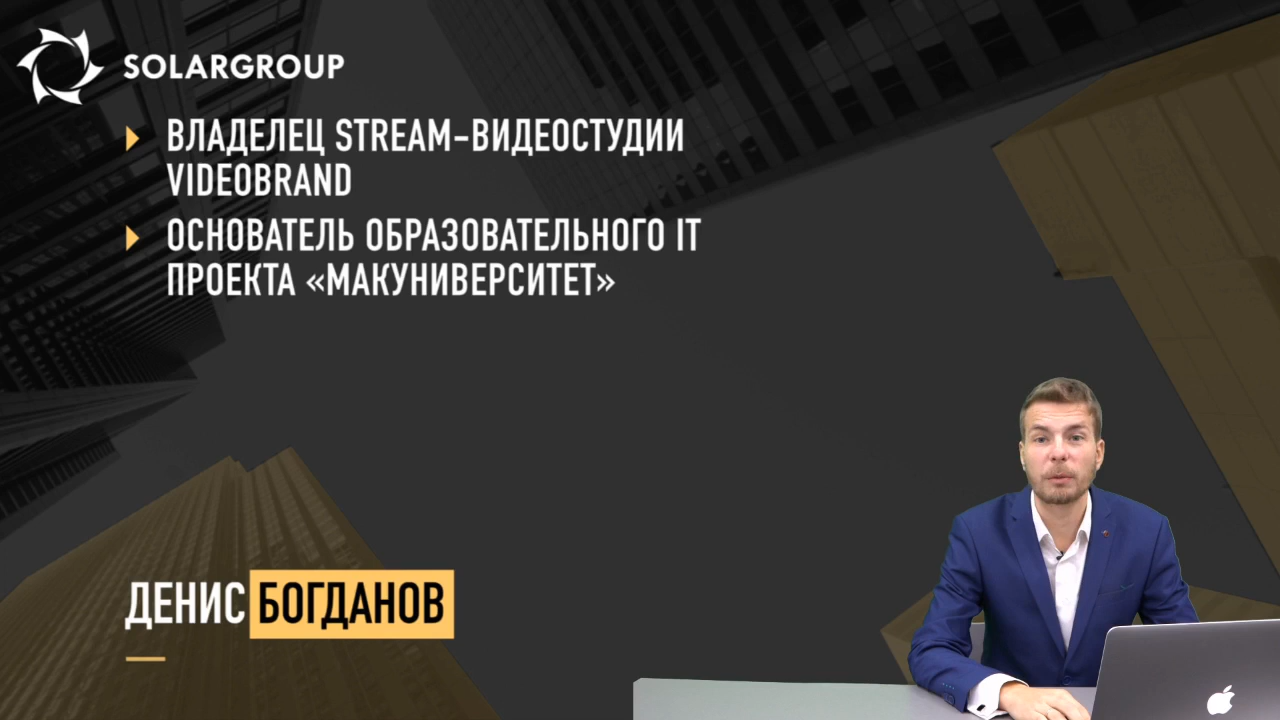 SOLARGROUP
ВЛАДЕЛЕЦ STREAM-ВИДЕОСТУДИИ
VIDEOBRAND
ОСНОВАТЕЛЬ ОБРАЗОВАТЕЛЬНОГО IT
ПРОЕКТА «МАКУНИВЕРСИТЕТ»
ДЕНИС БОГДАНОВ